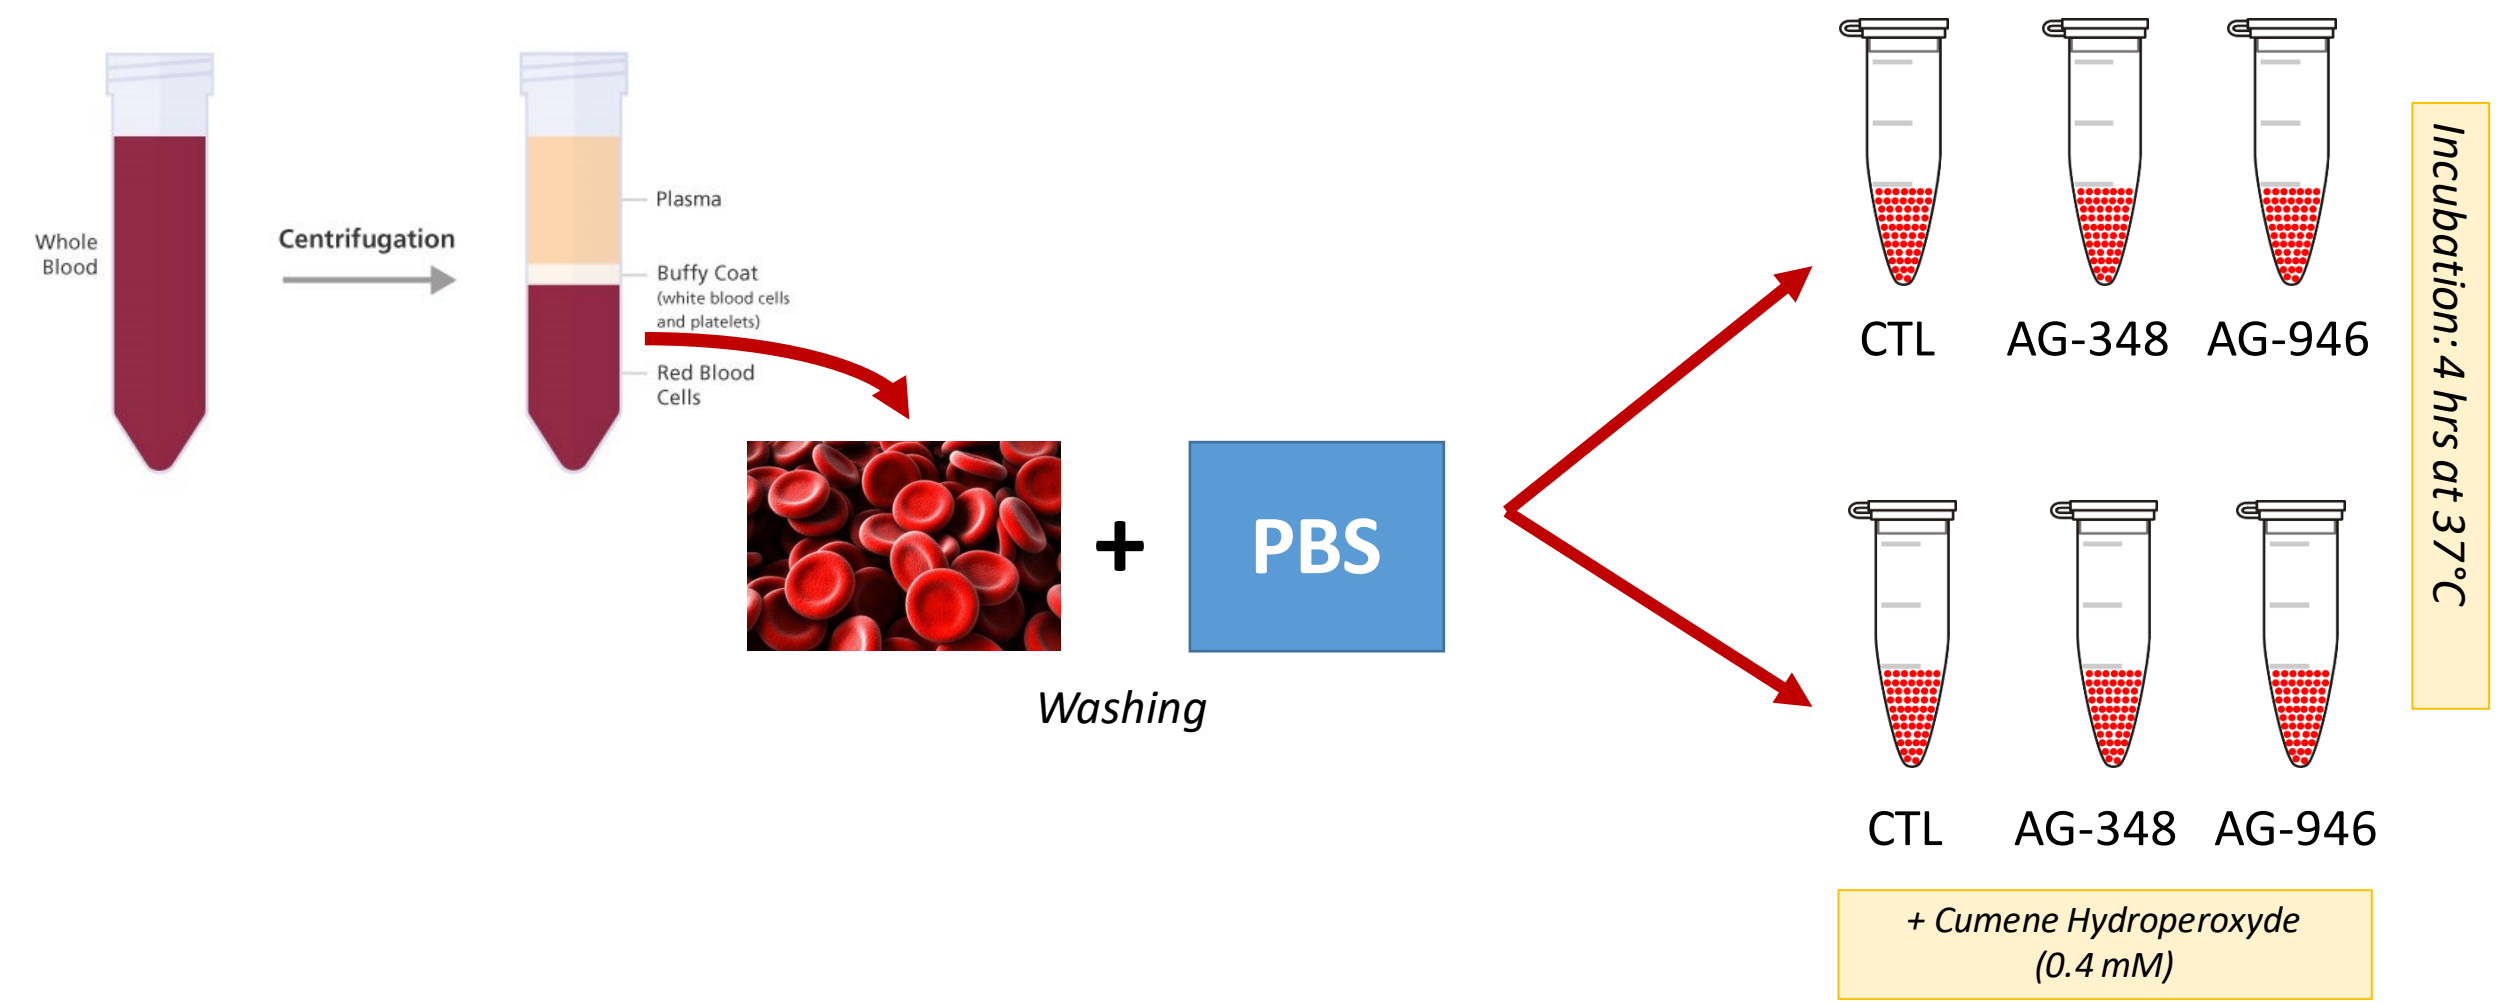 Whole
Blood
Centrifugation
Plasma
Buffy Coat
(white blood cells
and platelets)
Red Blood
Cells
+
PBS
Washing
CTL
AG-348
AG-946
CTL
AG-348
AG-946
+ Cumene Hydroperoxyde
(0.4 mM)
Incubation: 4 hrs at 37°C